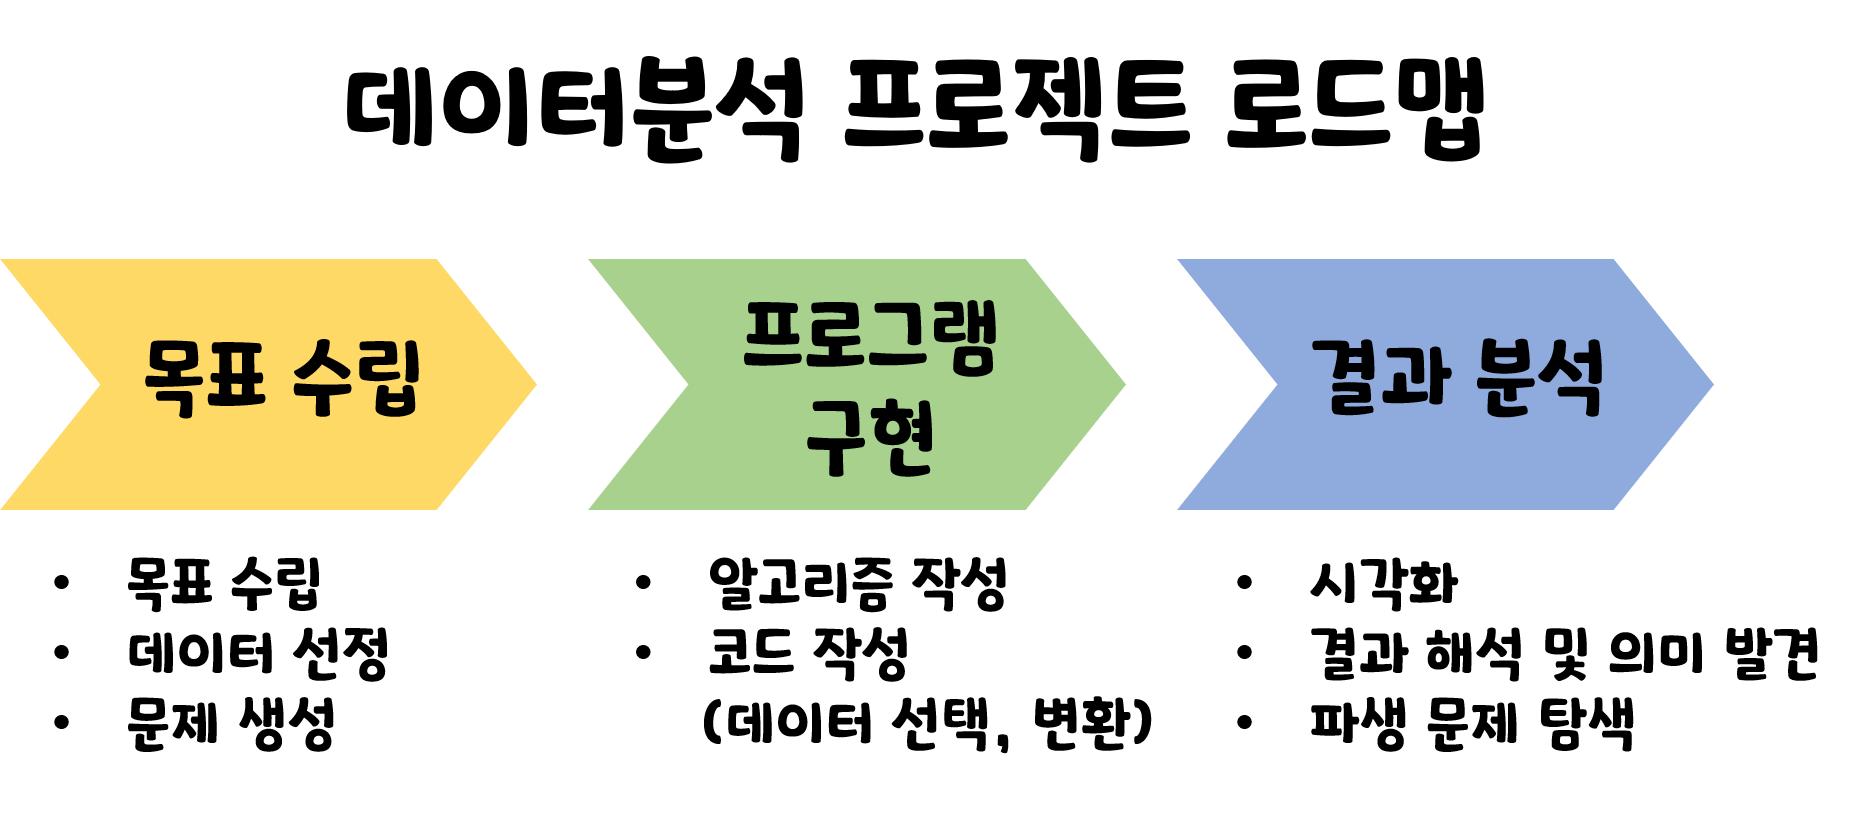 데이터분석 프로젝트 로드맵
목표 수립
프로그램
구현
결과 분석
• 목표 수립
• 데이터 선정
• 문제 생성
• 알고리즘 작성
• 코드 작성
(데이터 선택, 변환)
• 시각화
• 결과 해석 및 의미 발견
• 파생 문제 탐색